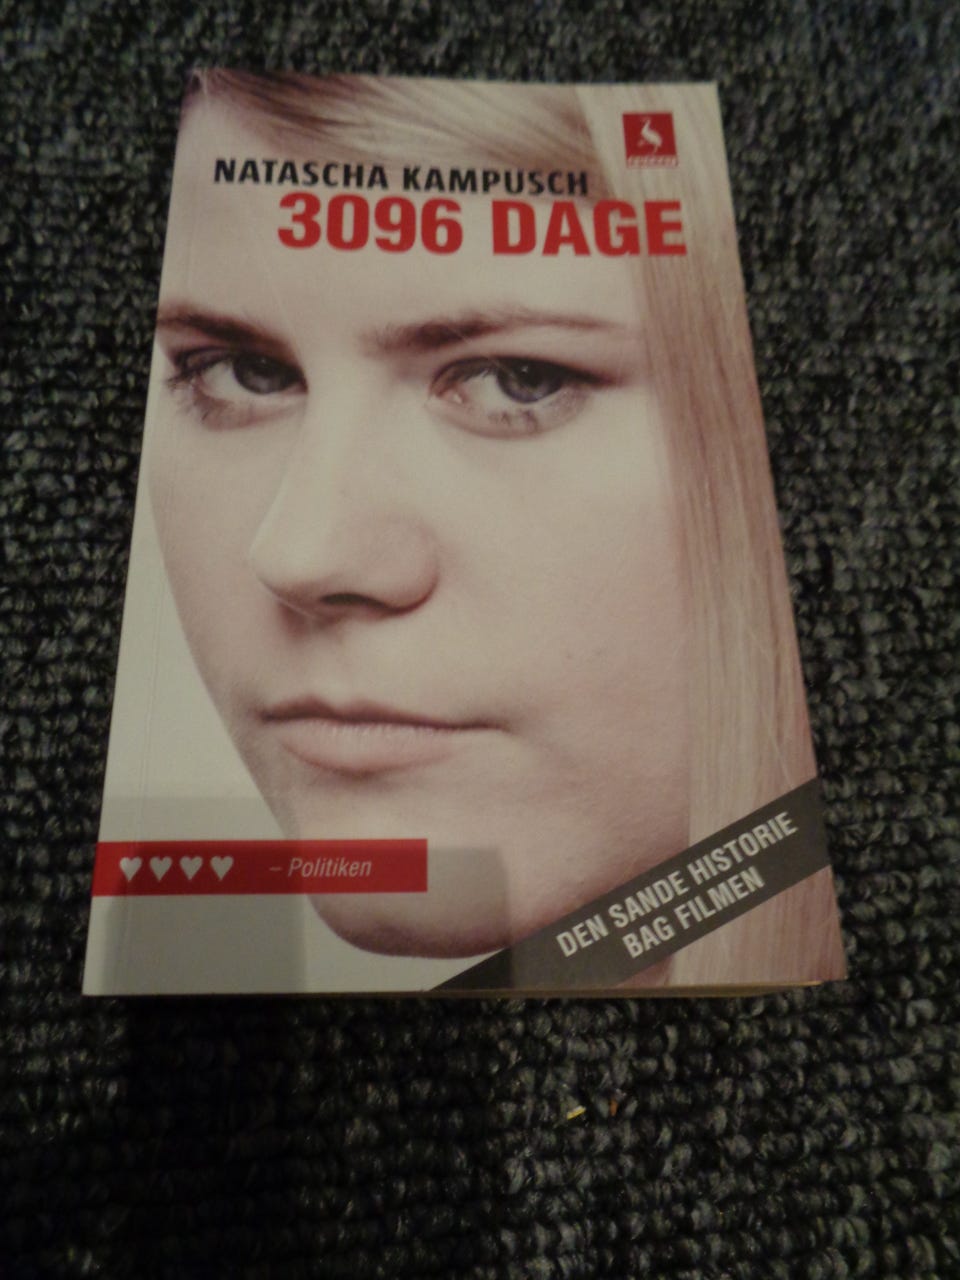 NATASCHA KAMPUSCH
3096 DAGE
♥♥♥♥ – Politiken
DEN SANDE HISTORIE
BAG FILMEN